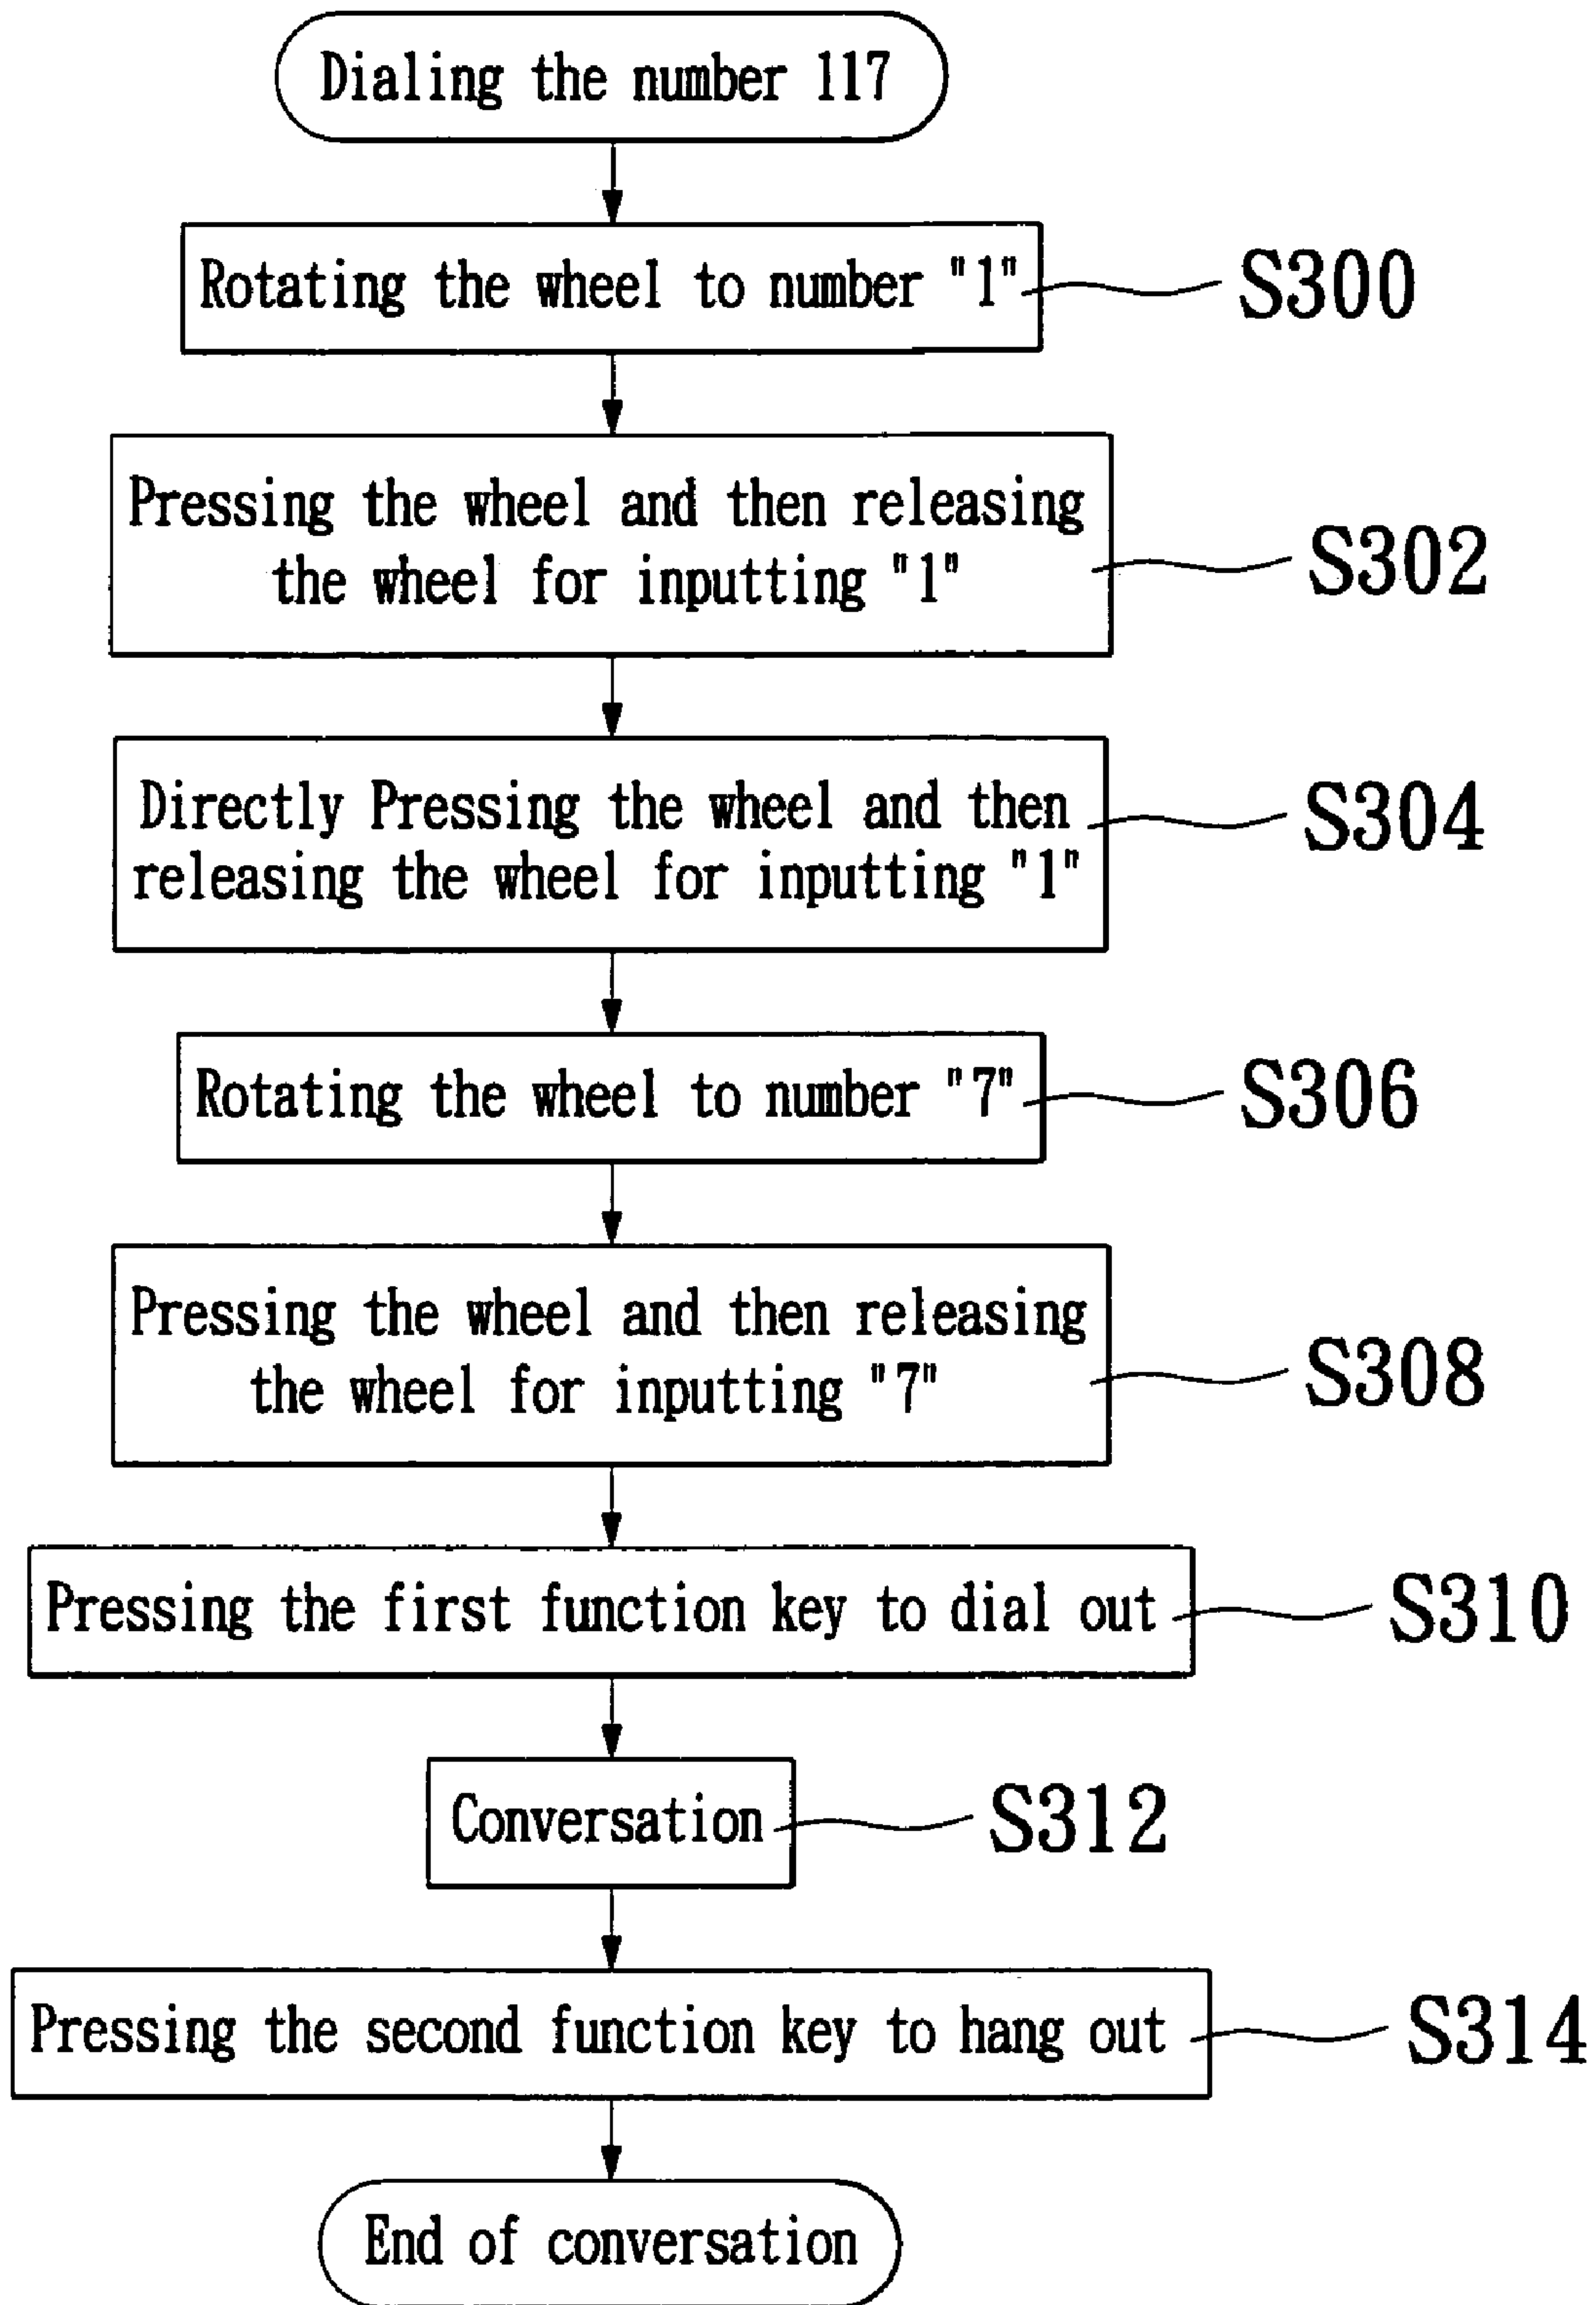 Dialing the number 117
Rotating the wheel to number "1"
S300
Pressing the wheel and then releasing
the wheel for inputting "1"
S302
Directly Pressing the wheel and then
releasing the wheel for inputting "1"
S304
Rotating the wheel to number "7"
S306
Pressing the wheel and then releasing
the wheel for inputting "7"
S308
Pressing the first function key to dial out
S310
Conversation
S312
Pressing the second function key to hang out
S314
End of conversation